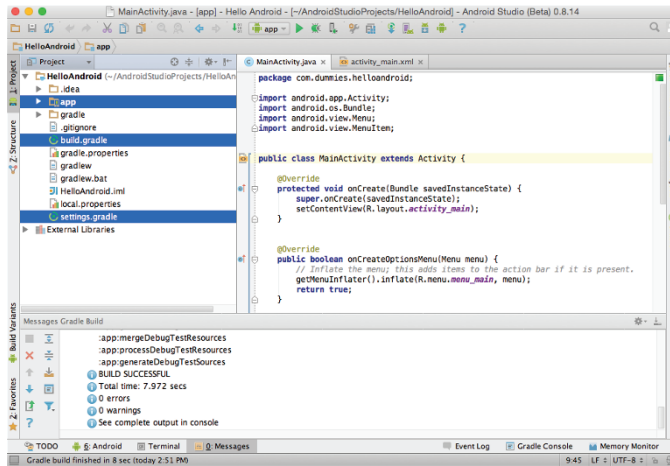 MainActivity.java - [app] - Hello Android - [~/AndroidStudioProjects/HelloAndroid] - Android Studio (Beta) 0.8.14
app
HelloAndroid
app
Project
MainActivity.java
activity_main.xml
1: Project
Z: Structure
Build Variants
2: Favorites
HelloAndroid (~/AndroidStudioProjects/HelloAn
.idea
app
gradle
.gitignore
build.gradle
gradle.properties
gradlew
gradlew.bat
HelloAndroid.iml
local.properties
settings.gradle
External Libraries
package com.dummies.helloandroid;
import android.app.Activity;
import android.os.Bundle;
import android.view.Menu;
import android.view.MenuItem;
public class MainActivity extends Activity {
@Override
protected void onCreate(Bundle savedInstanceState) {
super.onCreate(savedInstanceState);
setContentView(R.layout.activity_main);
}
@Override
public boolean onCreateOptionsMenu(Menu menu) {
// Inflate the menu; this adds items to the action bar if it is present.
getMenuInflater().inflate(R.menu.menu_main, menu);
return true;
}
Messages Gradle Build
:app:mergeDebugTestResources
:app:processDebugTestResources
:app:generateDebugTestSources
BUILD SUCCESSFUL
Total time: 7.972 secs
0 errors
0 warnings
See complete output in console
TODO
6: Android
Terminal
0: Messages
Event Log
Gradle Console
Memory Monitor
Gradle build finished in 8 sec (today 2:51 PM)
9:45
LF
UTF-8